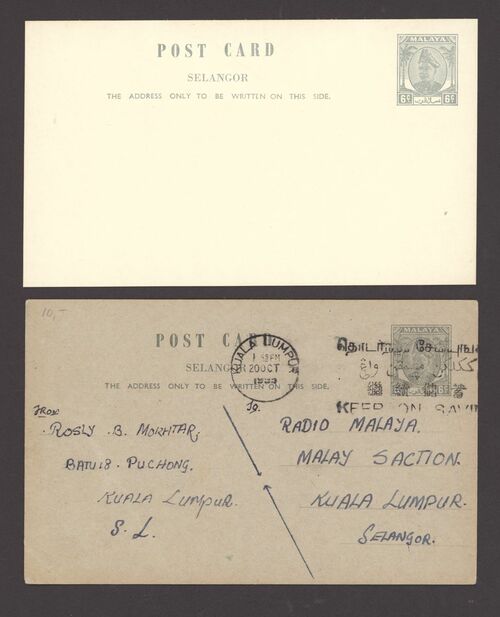 POST CARD
SELANGOR
THE ADDRESS ONLY TO BE WRITTEN ON THIS SIDE.
MALAYA
6c 6c
10,-
POST CARD
SELANGOR
THE ADDRESS ONLY TO BE WRITTEN ON THIS SIDE.
MALAYA
KUALA LUMPUR
20 OCT
KEEP ON SAVIN
FROM
ROSLY .B. MOKHTAR,
BATU 18. PUCHONG.
KUALA LUMPUR.
S. L.
To.
RADIO MALAYA.
MALAY SACTION.
KUALA LUMPUR.
SELANGOR.